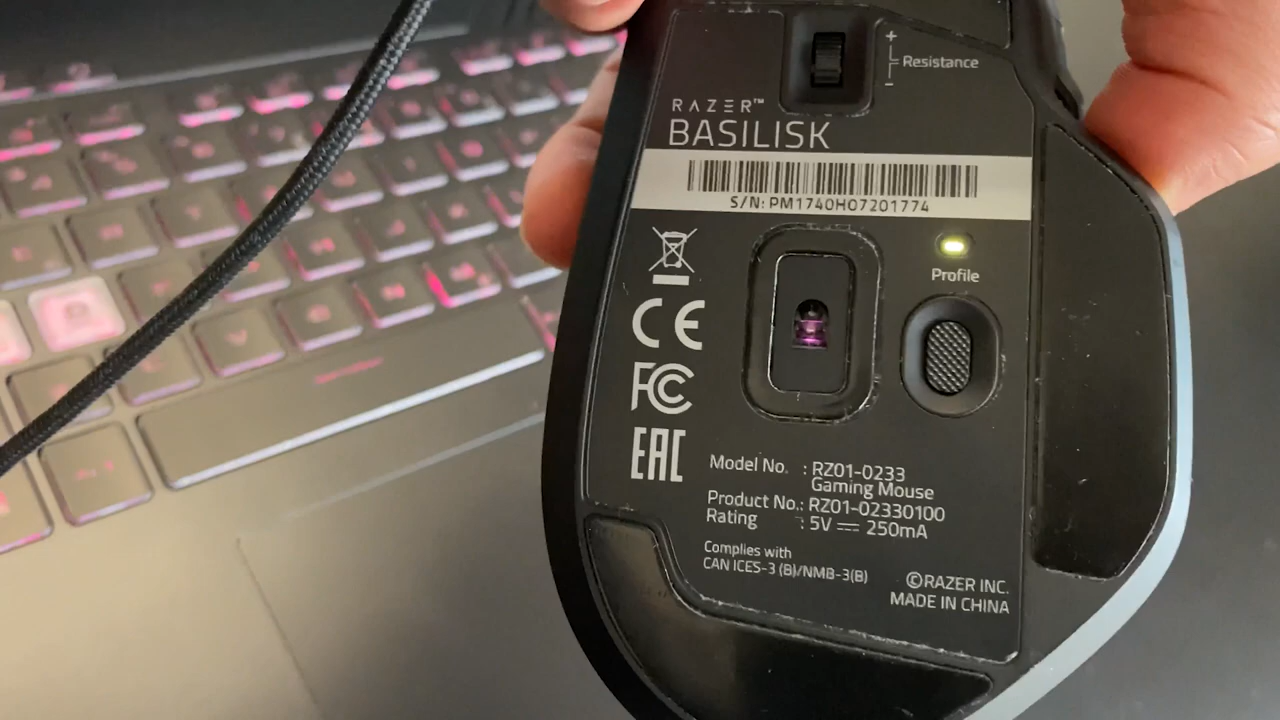 +
Resistance
-
RAZER™
BASILISK
S/N: PM1740H07201774
Profile
CE
FC
EAC
Model No. : RZ01-0233
Gaming Mouse
Product No.: RZ01-02330100
Rating : 5V ⎓ 250mA
Complies with
CAN ICES-3 (B)/NMB-3(B)
©RAZER INC.
MADE IN CHINA